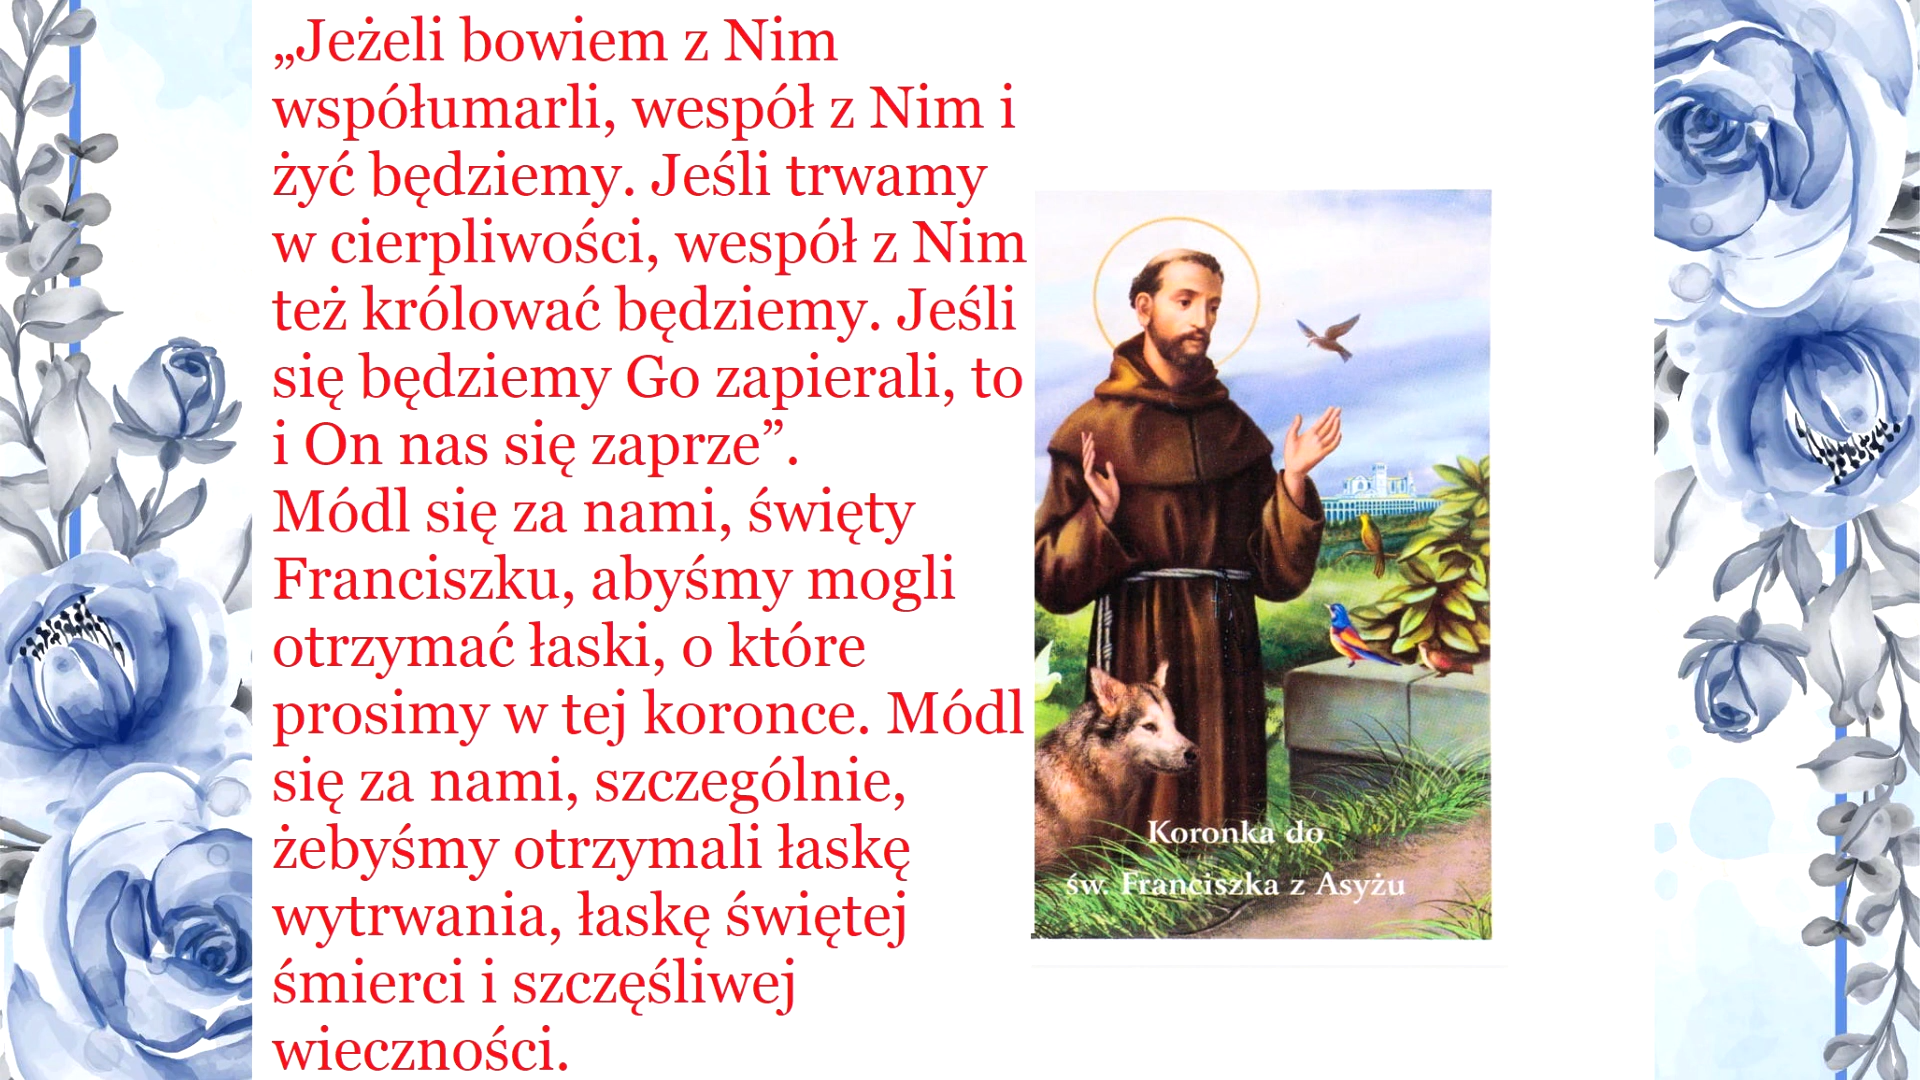 „Jeżeli bowiem z Nim
współumarli, wespół z Nim i
żyć będziemy. Jeśli trwamy
w cierpliwości, wespół z Nim
też królować będziemy. Jeśli
się będziemy Go zapierali, to
i On nas się zaprze”.
Módl się za nami, święty
Franciszku, abyśmy mogli
otrzymać łaski, o które
prosimy w tej koronce. Módl
się za nami, szczególnie,
żebyśmy otrzymali łaskę
wytrwania, łaskę świętej
śmierci i szczęśliwej
wieczności.
Koronka do
św. Franciszka z Asyżu